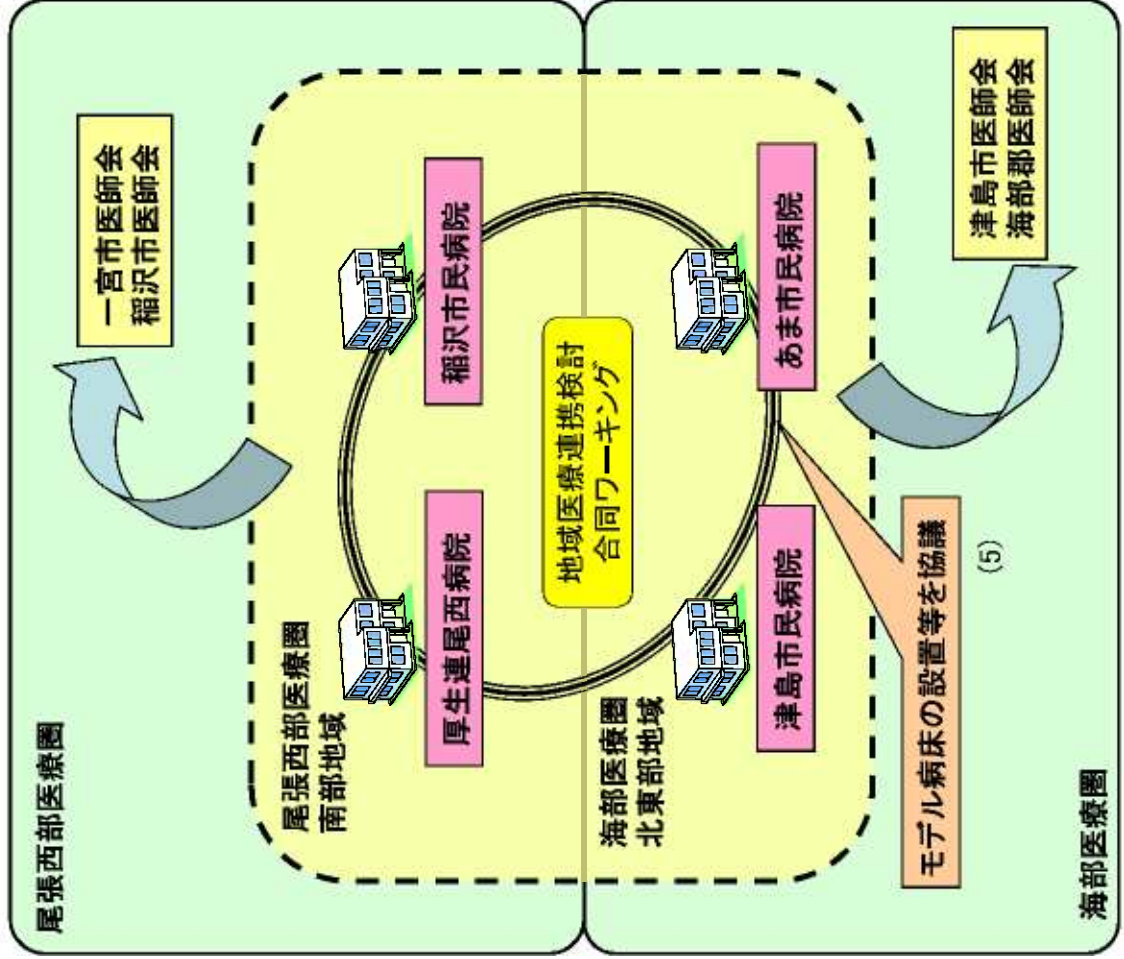 尾張西部医療圏
一宮市医師会
稲沢市医師会
尾張西部医療圏
南部地域
厚生連尾西病院
稲沢市民病院
地域医療連携検討
合同ワーキング
海部医療圏
北東部地域
津島市民病院
あま市民病院
モデル病床の設置等を協議
(5)
津島市医師会
海部郡医師会
海部医療圏